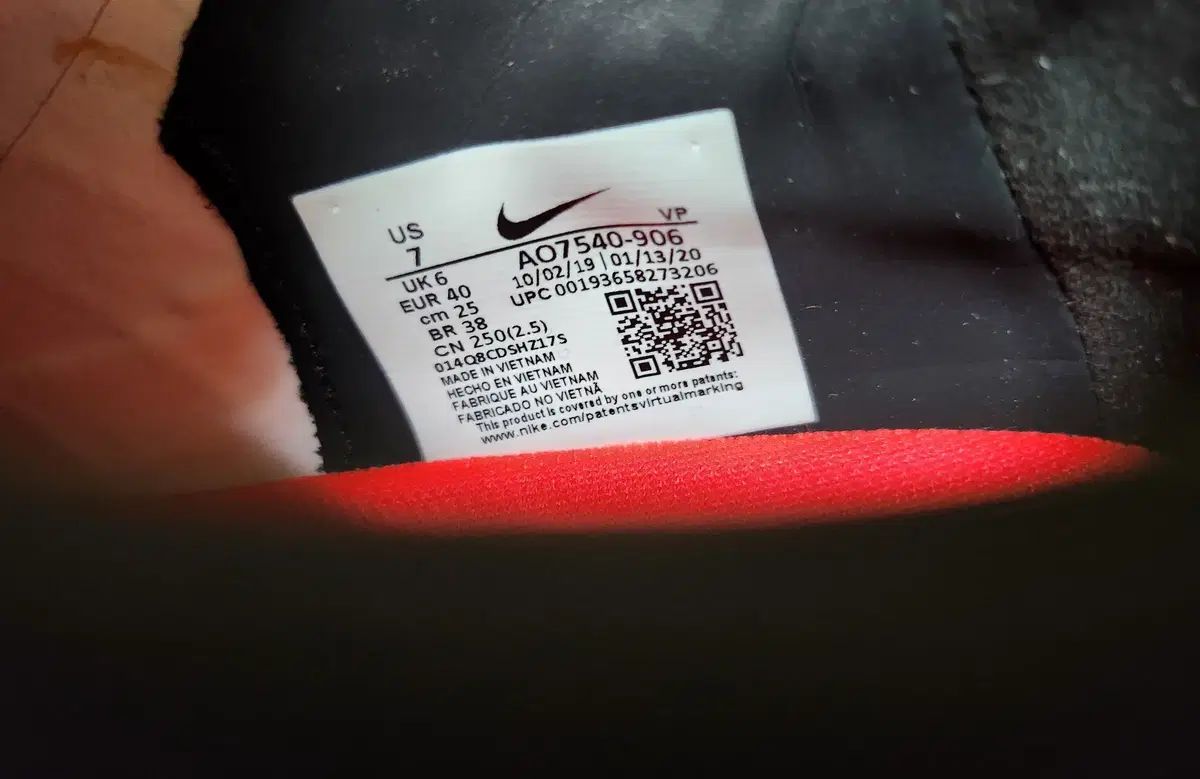 US
7
VP
UK 6
EUR 40
cm 25
BR 38
CN 250(2.5)
AO7540-906
10/02/19 | 01/13/20
UPC 00193658273206
014Q8CDSHZ17S
MADE IN VIETNAM
HECHO EN VIETNAM
FABRIQUE AU VIETNAM
FABRICADO NO VIETNÃ
This product is covered by one or more patents:
www.nike.com/patentsvirtualmarking